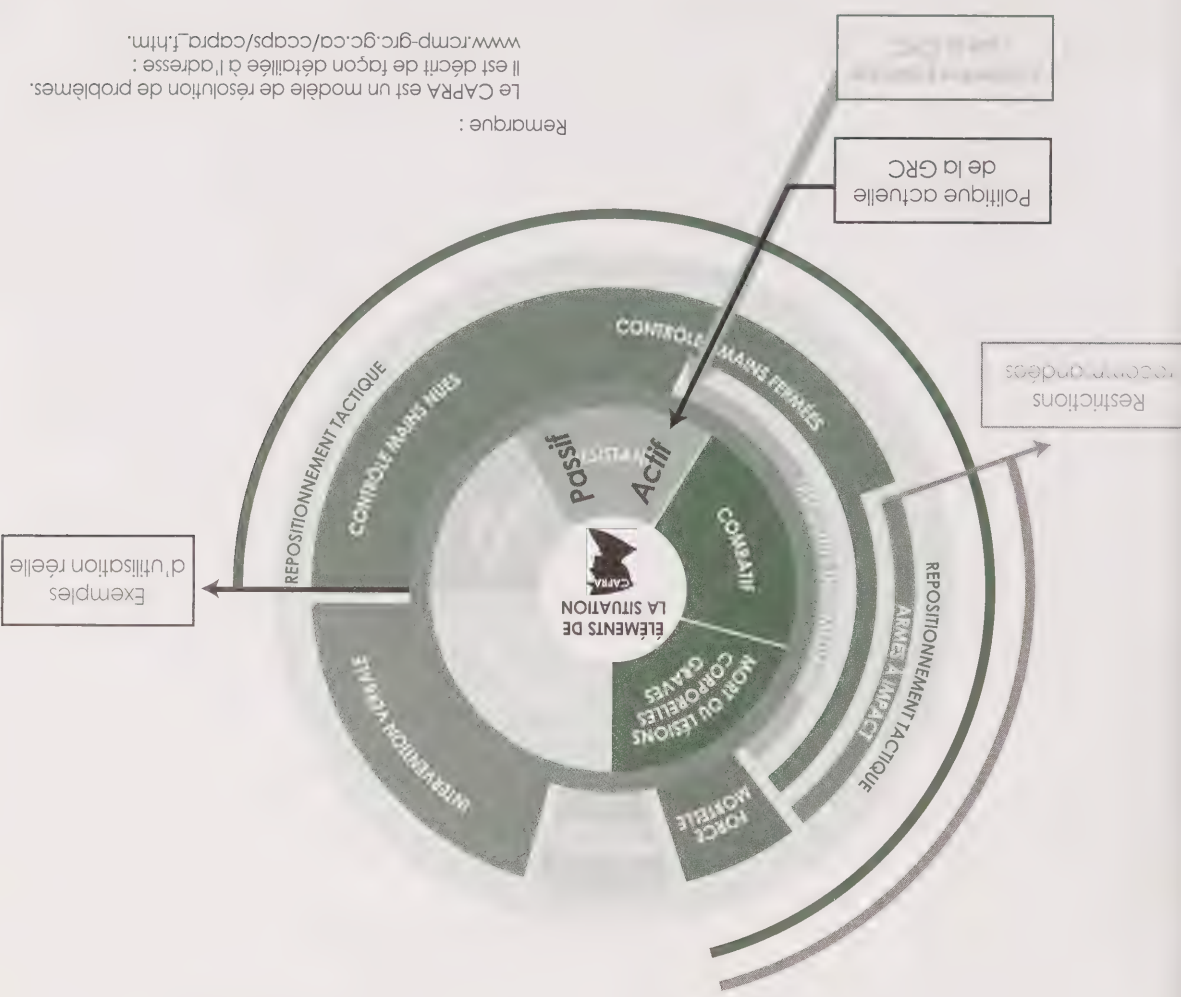 ÉLÉMENTS DE
LA SITUATION
CAPRA
MORT OU LÉSIONS
CORPORELLES
GRAVES
COMBATIF
Actif
Passif
FORCE
MORTELLE
ARMES À IMPACT
REPOSITIONNEMENT TACTIQUE
CONTRÔLE MAINS FERMÉES
CONTRÔLE MAINS NUES
REPOSITIONNEMENT TACTIQUE
INTERVENTION VERBALE
Exemples
d'utilisation réelle
Restrictions
recommandées
Politique actuelle
de la GRC
Remarque :
Le CAPRA est un modèle de résolution de problèmes.
Il est décrit de façon détaillée à l'adresse :
www.rcmp-grc.gc.ca/ccaps/capra_f.htm.